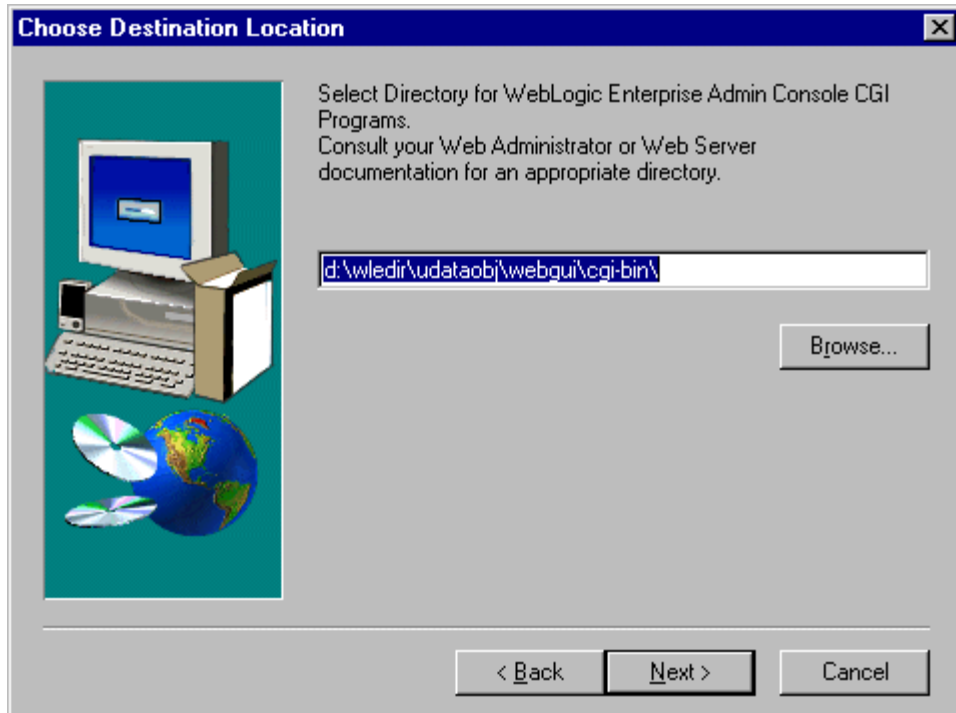 Choose Destination Location
Select Directory for WebLogic Enterprise Admin Console CGI
Programs.
Consult your Web Administrator or Web Server
documentation for an appropriate directory.
d:\wledir\udataobj\webgui\cgi-bin\
Browse...
< Back
Next >
Cancel